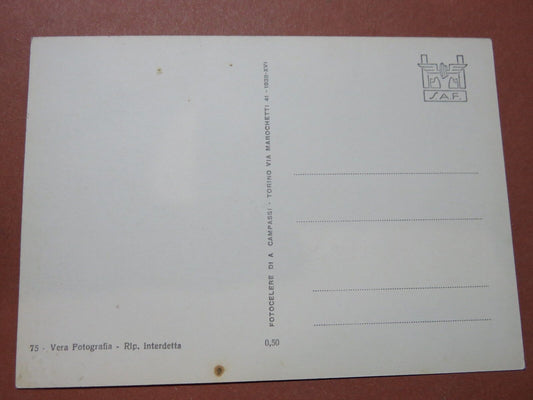 S.A.F.
FOTOCELERE DI A CAMPASSI - TORINO VIA MAROCHETTI 41 - 1938-XVI
75 - Vera Fotografia - Rip. interdetta
0,50